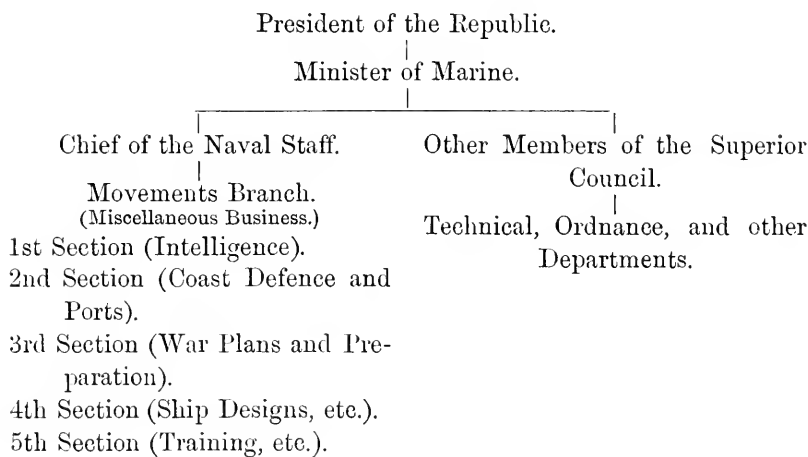 President of the Republic.
Minister of Marine.
Chief of the Naval Staff.
Movements Branch.
(Miscellaneous Business.)
1st Section (Intelligence).
2nd Section (Coast Defence and
Ports).
3rd Section (War Plans and Pre-
paration).
4th Section (Ship Designs, etc.).
5th Section (Training, etc.).
Other Members of the Superior
Council.
Technical, Ordnance, and other
Departments.